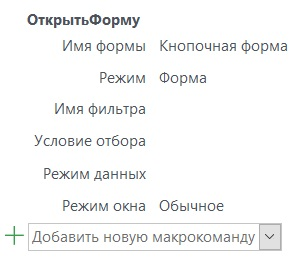 ОткрытьФорму
Имя формы Кнопочная форма
Режим Форма
Имя фильтра
Условие отбора
Режим данных
Режим окна Обычное
Добавить новую макрокоманду